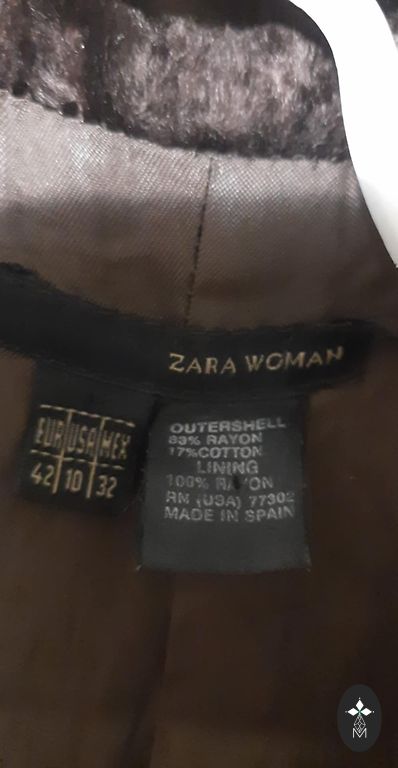 ZARA WOMAN
EUR USA MEX
42 10 32
OUTERSHELL
83% RAYON
17%COTTON
LINING
100% RAYON
RN (USA) 77302
MADE IN SPAIN
M